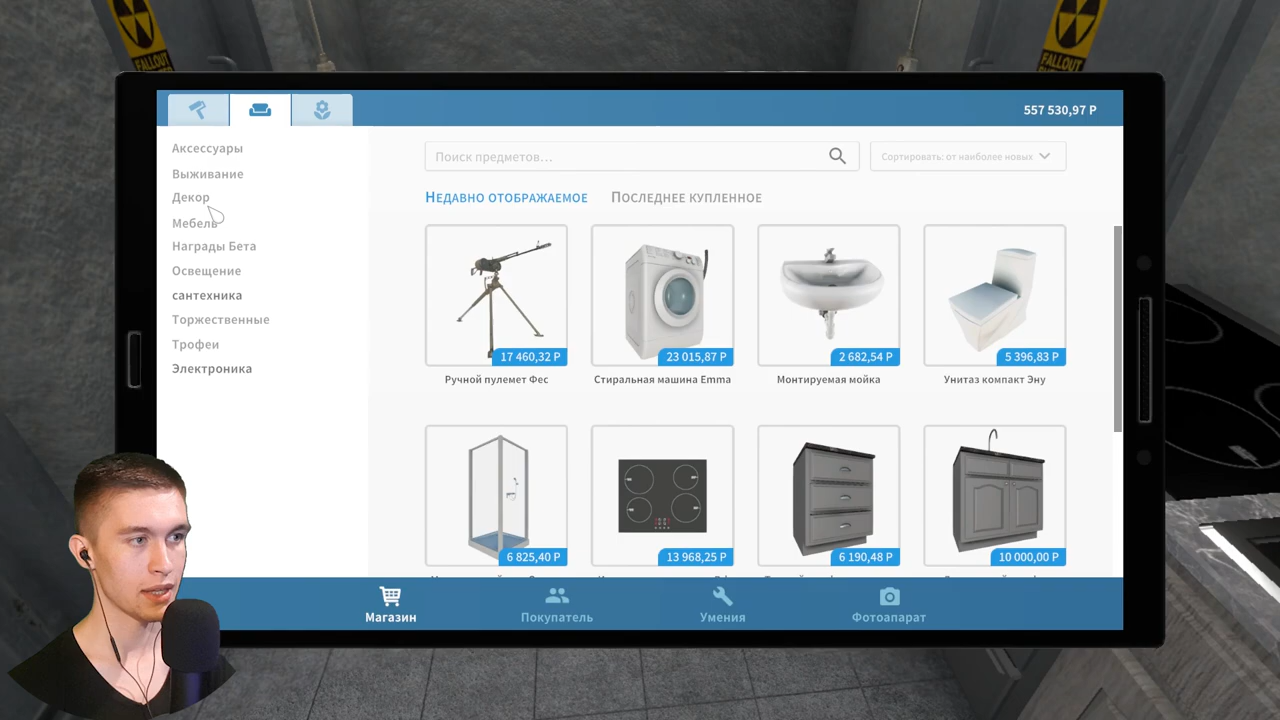 FALLOUT
FALLOUT
557 530,97 Р
Аксессуары
Выживание
Декор
Мебель
Награды Бета
Освещение
сантехника
Торжественные
Трофеи
Электроника
Поиск предметов...
Сортировать: от наиболее новых
Недавно отображаемое
Последнее купленное
17 460,32 Р
23 015,87 Р
2 682,54 Р
5 396,83 Р
Ручной пулемет Фес
Стиральная машина Emma
Монтируемая мойка
Унитаз компакт Эну
6 825,40 Р
13 968,25 Р
6 190,48 Р
10 000,00 Р
Магазин
Покупатель
Умения
Фотоаппарат